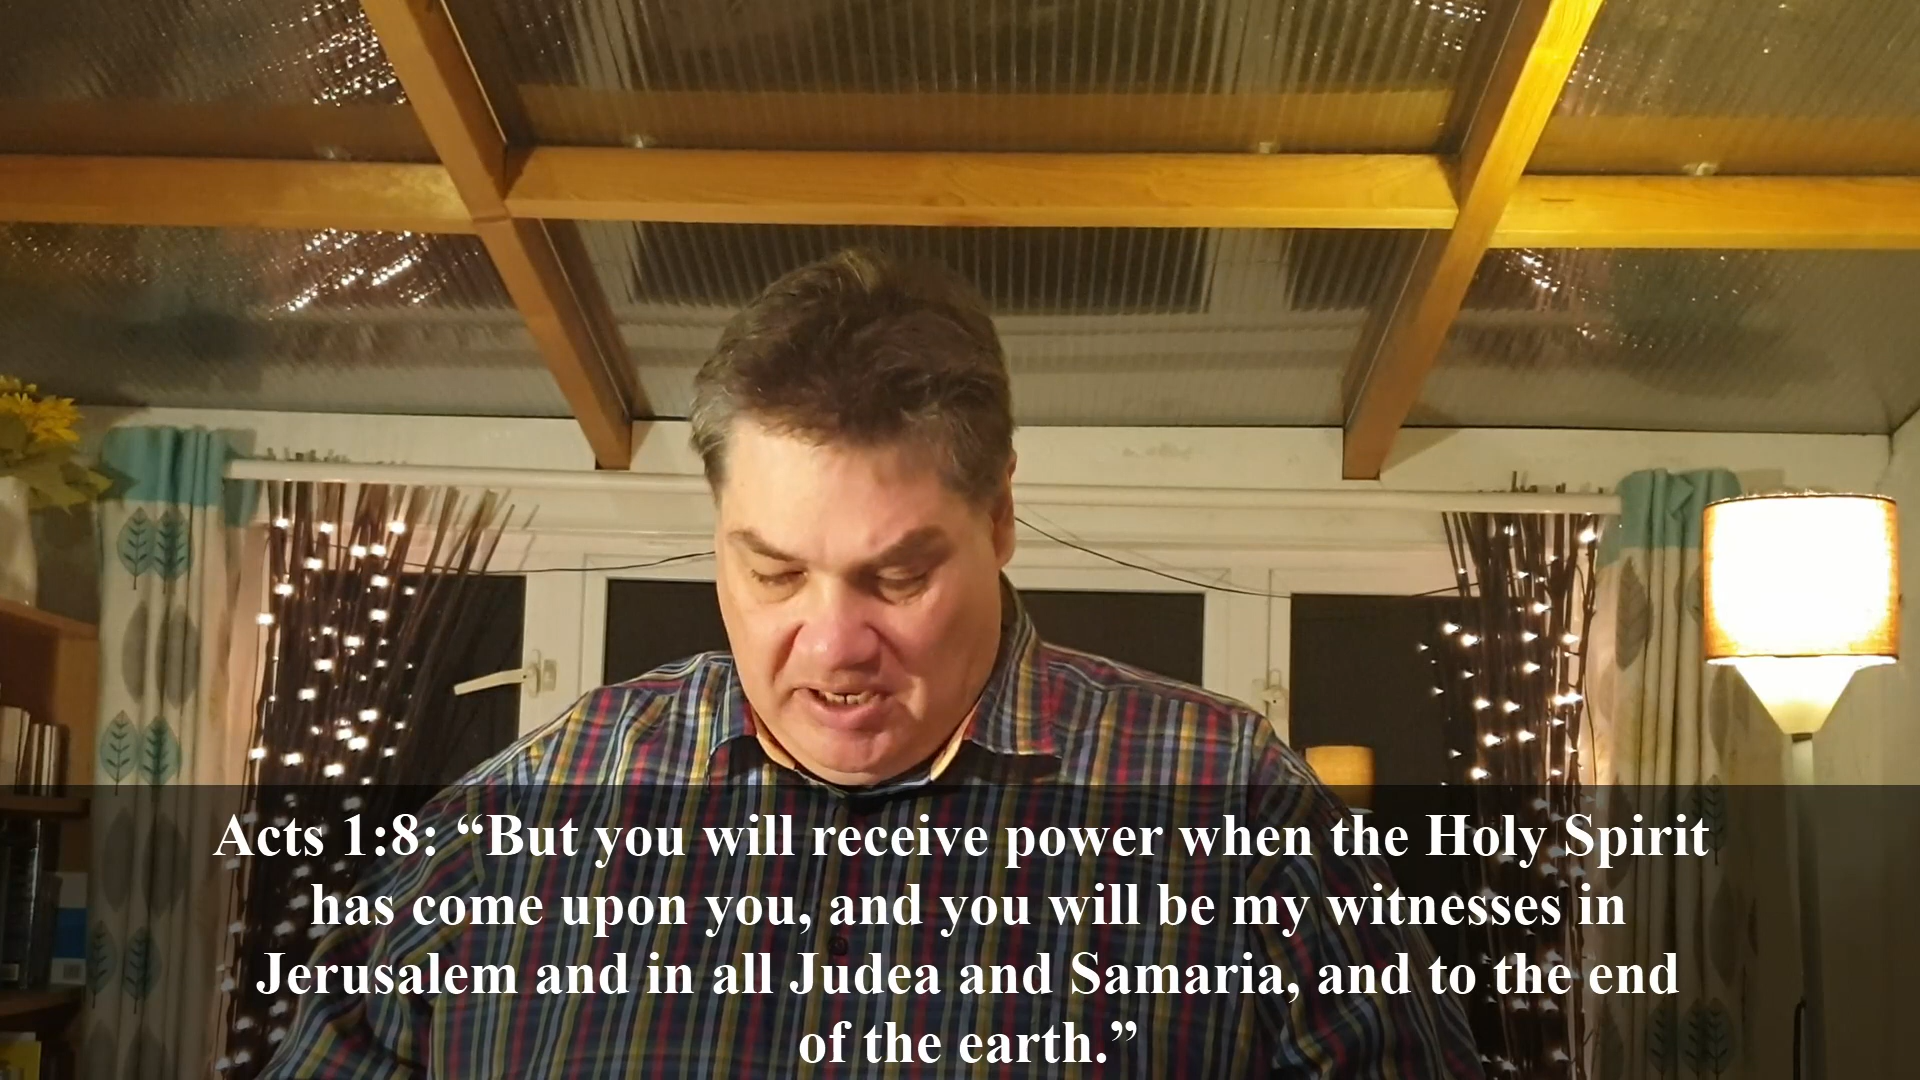 Acts 1:8: “But you will receive power when the Holy Spirit
has come upon you, and you will be my witnesses in
Jerusalem and in all Judea and Samaria, and to the end
of the earth.”